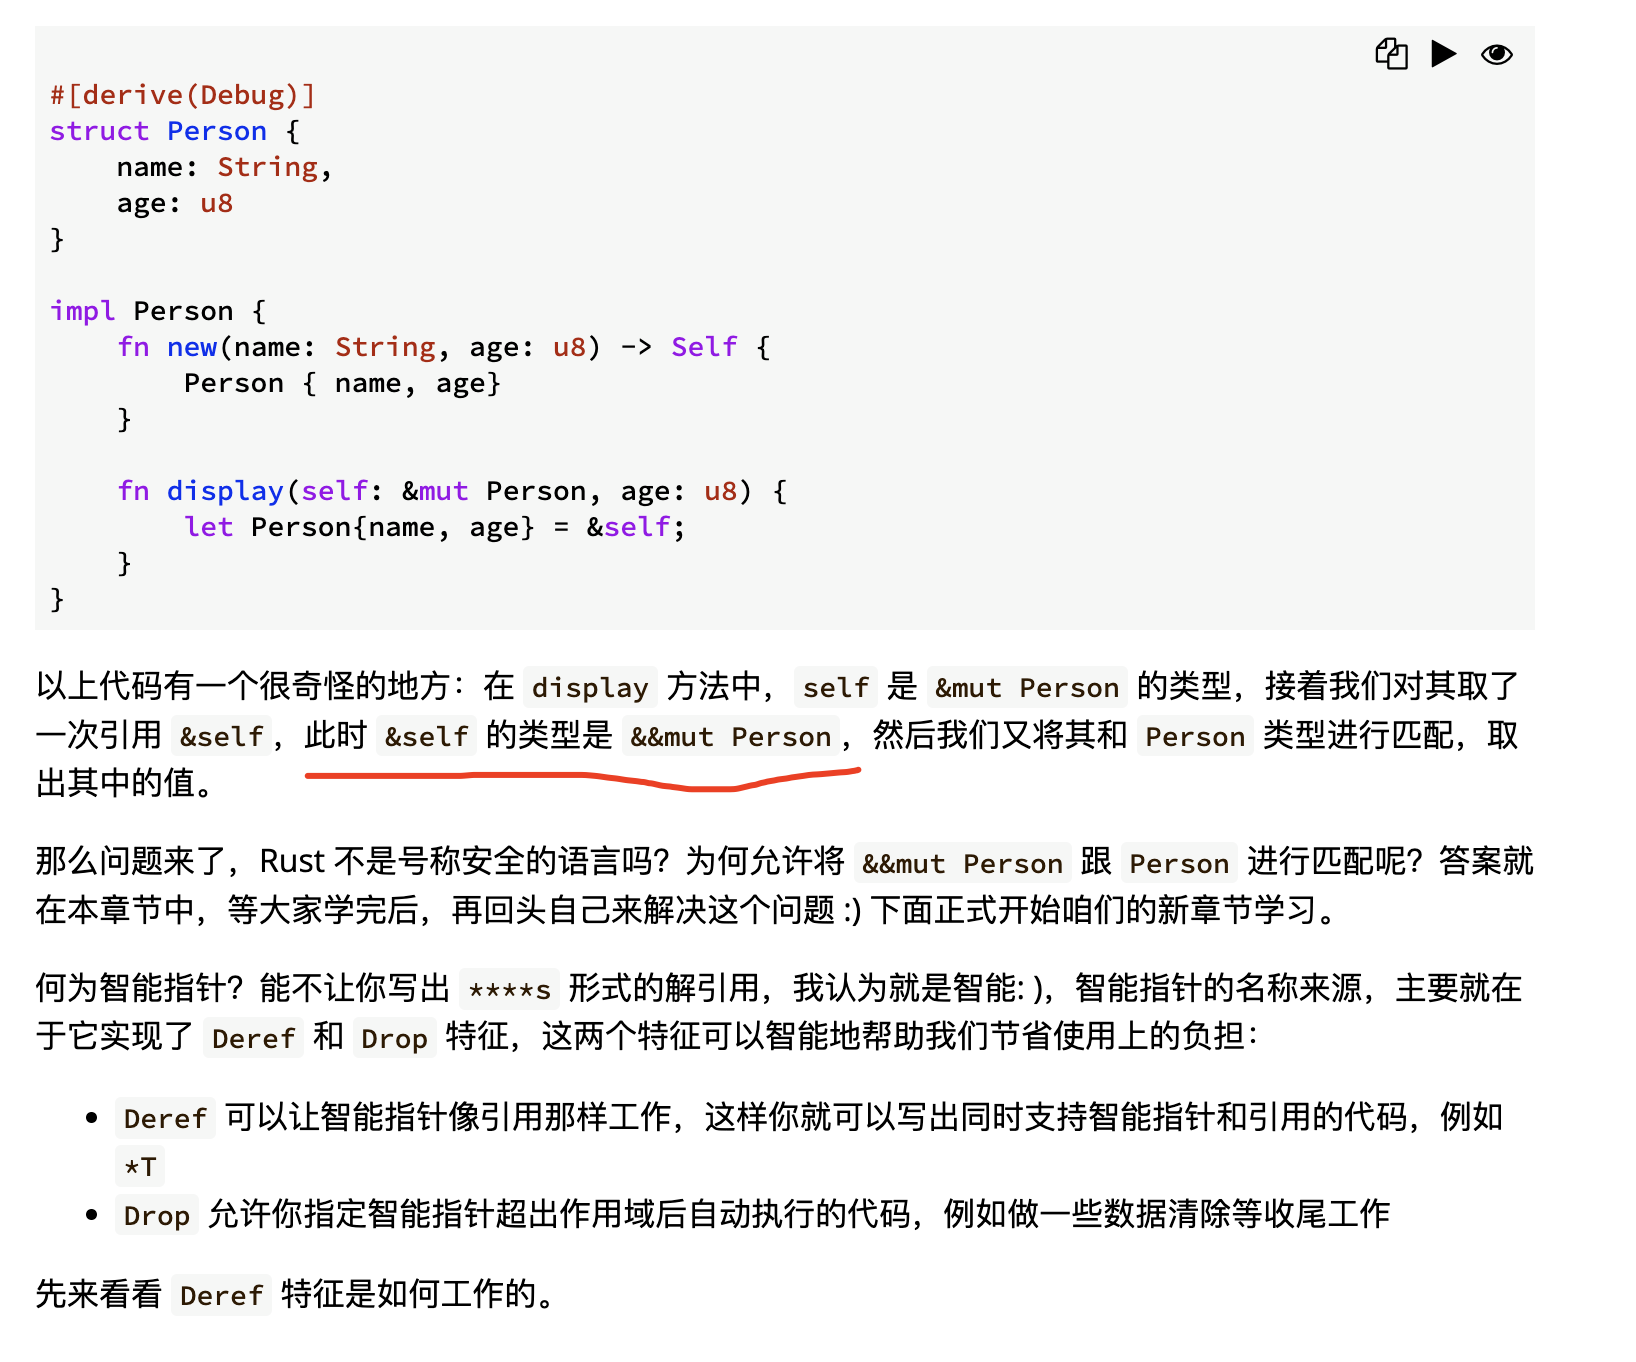 #[derive(Debug)]
struct Person {
    name: String,
    age: u8
}
impl Person {
    fn new(name: String, age: u8) -> Self {
        Person { name, age}
    }
    fn display(self: &mut Person, age: u8) {
        let Person{name, age} = &self;
    }
}
以上代码有一个很奇怪的地方：在 display 方法中， self 是 &mut Person 的类型，接着我们对其取了
一次引用 &self ，此时 &self 的类型是 &&mut Person ，然后我们又将其和 Person 类型进行匹配，取
出其中的值。
那么问题来了，Rust 不是号称安全的语言吗？为何允许将 &&mut Person 跟 Person 进行匹配呢？答案就
在本章节中，等大家学完后，再回头自己来解决这个问题 :) 下面正式开始咱们的新章节学习。
何为智能指针？能不让你写出 ****s 形式的解引用，我认为就是智能: )，智能指针的名称来源，主要就在
于它实现了 Deref 和 Drop 特征，这两个特征可以智能地帮助我们节省使用上的负担：
• Deref 可以让智能指针像引用那样工作，这样你就可以写出同时支持智能指针和引用的代码，例如
*T
• Drop 允许你指定智能指针超出作用域后自动执行的代码，例如做一些数据清除等收尾工作
先来看看 Deref 特征是如何工作的。